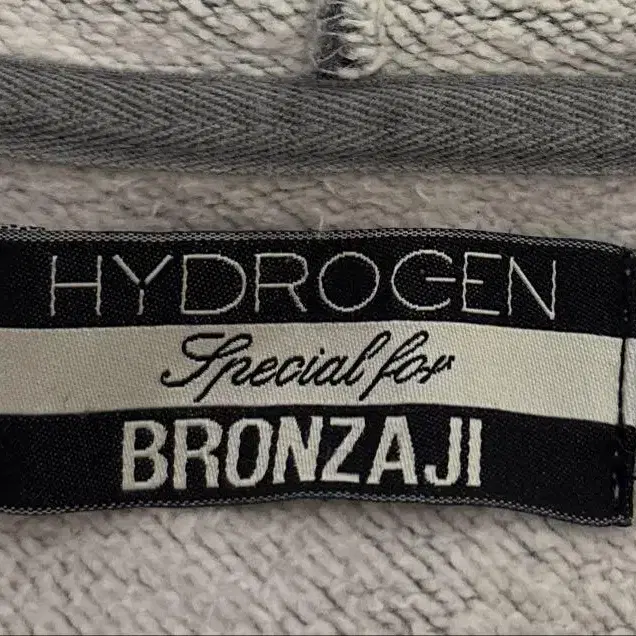 HYDROGEN
Special for
BRONZAJI